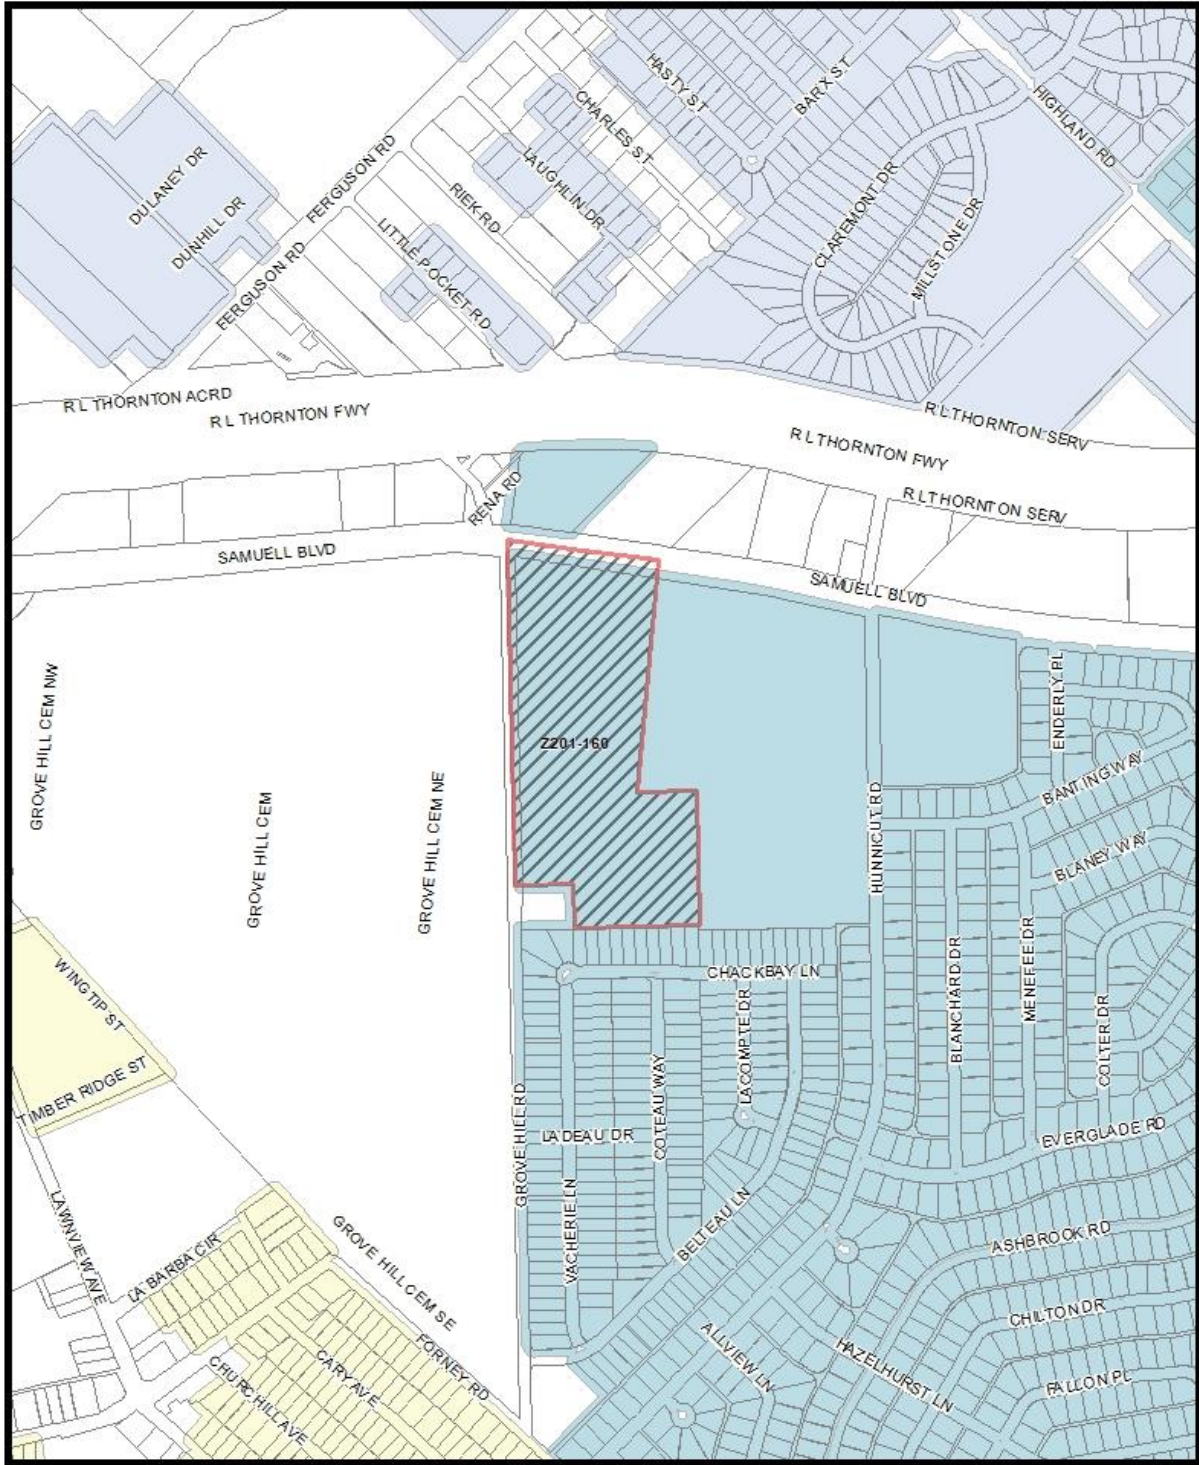 HASTY ST
BARX ST
CHARLES ST
HIGHLAND RD
DULANEY DR
FERGUSON RD
LAUGHLIN DR
RIEK RD
CLAREMONT DR
DUNHILL DR
LITTLE POCKET RD
MILLSTONE DR
FERGUSON RD
R L THORNTON ACRD
R L THORNTON FWY
R L THORNTON SERV
R L THORNTON FWY
R L THORNTON SERV
RENA RD
SAMUELL BLVD
SAMUELL BLVD
ENDERLY PL
GROVE HILL CEM NW
Z201-160
BANTING WAY
GROVE HILL CEM
GROVE HILL CEM NE
HUNNICUT RD
BLANEY WAY
WINGTIP ST
CHACKBAY LN
BLANCHARD DR
MENEFEE DR
COLTER DR
LACOMPTE DR
TIMBER RIDGE ST
COTEAU WAY
LADEAU DR
GROVE HILL RD
EVERGLADE RD
LAWNVIEW AVE
LA BARBA CIR
GROVE HILL CEM SE
VACHERIE LN
BELTEAU LN
ASHBROOK RD
CHILTON DR
FORNEY RD
CARY AVE
CHURCHILL AVE
ALLVIEW LN
HAZELHURST LN
FALLON PL